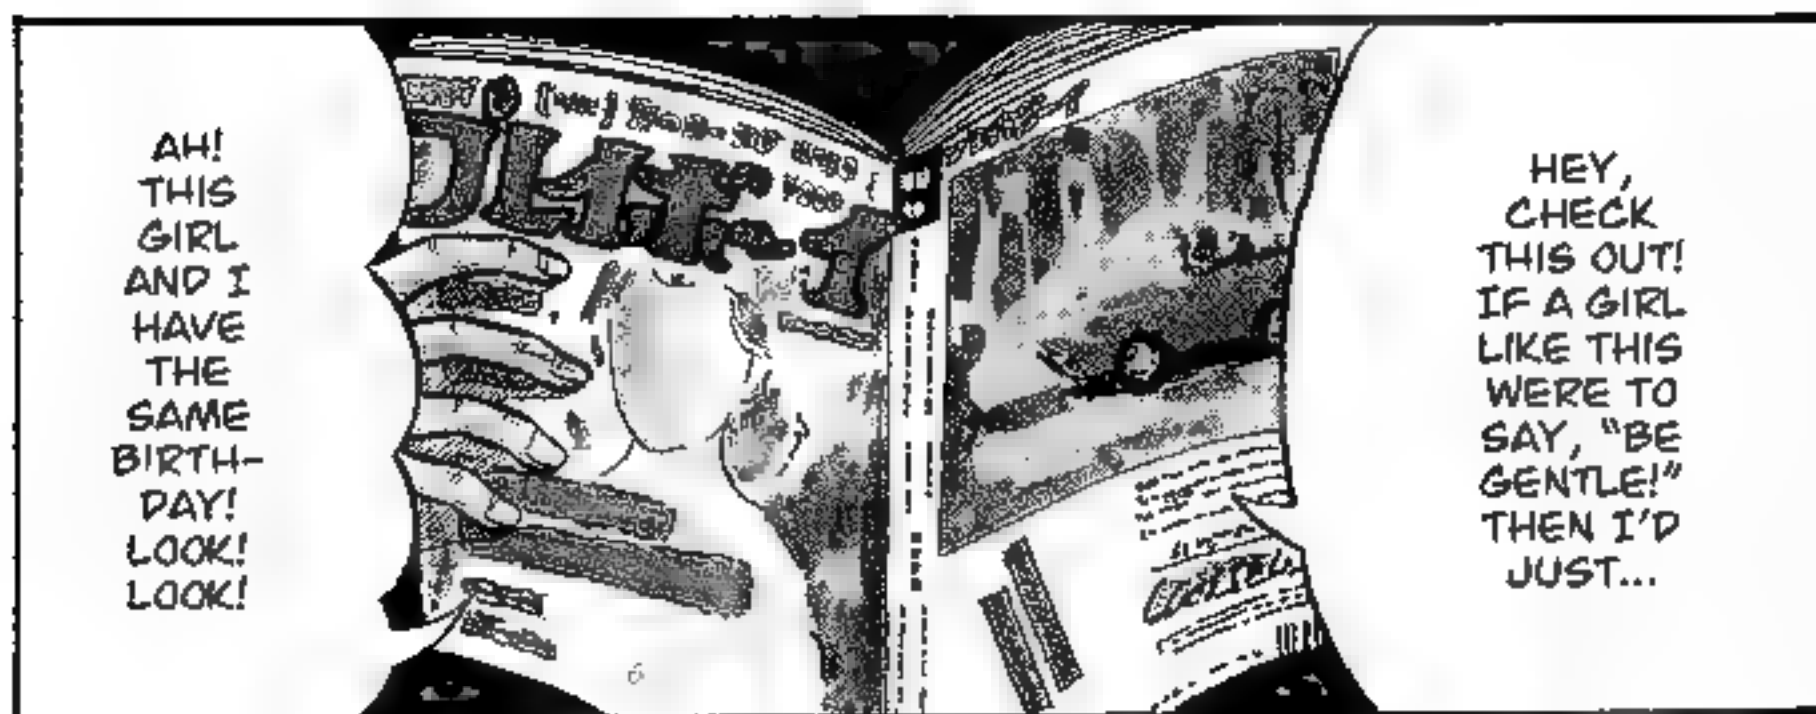 HEY,
CHECK
THIS OUT!
IF A GIRL
LIKE THIS
WERE TO
SAY, "BE
GENTLE!"
THEN I'D
JUST...
AH!
THIS
GIRL
AND I
HAVE
THE
SAME
BIRTH-
DAY!
LOOK!
LOOK!